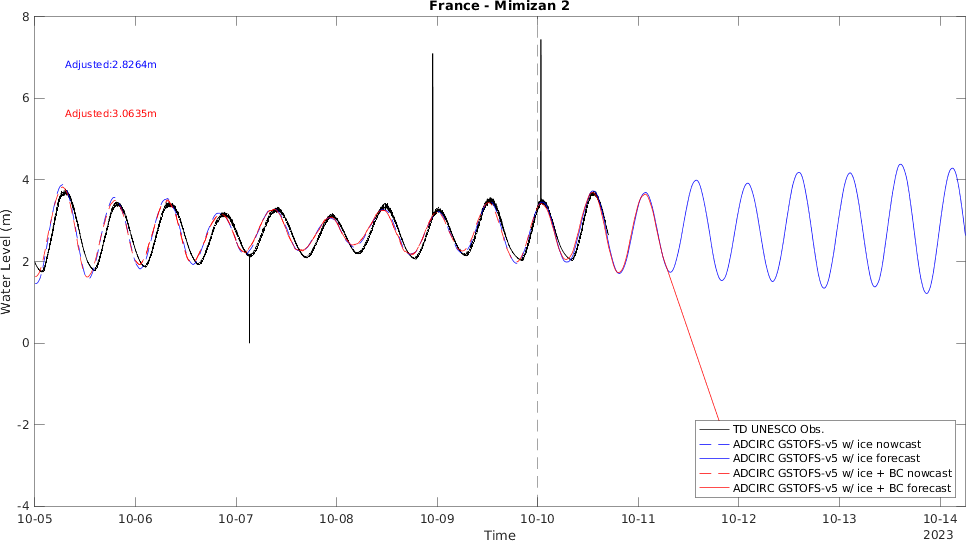 France - Mimizan 2
Adjusted:2.8264m
Adjusted:3.0635m
8
6
4
2
0
-2
-4
Water Level (m)
TD UNESCO Obs.
ADCIRC GSTOFS-v5 w/ ice nowcast
ADCIRC GSTOFS-v5 w/ ice forecast
ADCIRC GSTOFS-v5 w/ ice + BC nowcast
ADCIRC GSTOFS-v5 w/ ice + BC forecast
10-05 10-06 10-07 10-08 10-09 10-10 10-11 10-12 10-13 10-14
Time
2023